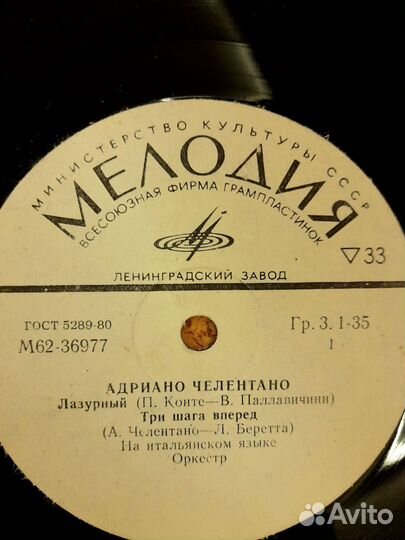 МИНИСТЕРСТВО КУЛЬТУРЫ СССР
МЕЛОДИЯ
ВСЕСОЮЗНАЯ ФИРМА ГРАМПЛАСТИНОК
▽33
ЛЕНИНГРАДСКИЙ ЗАВОД
ГОСТ 5289-80
Гр. 3. 1-35
М62-36977
1
АДРИАНО ЧЕЛЕНТАНО
Лазурный (П. Конте—В. Паллавичини)
Три шага вперед
(А. Челентано—Л. Беретта)
На итальянском языке
Оркестр
Avito